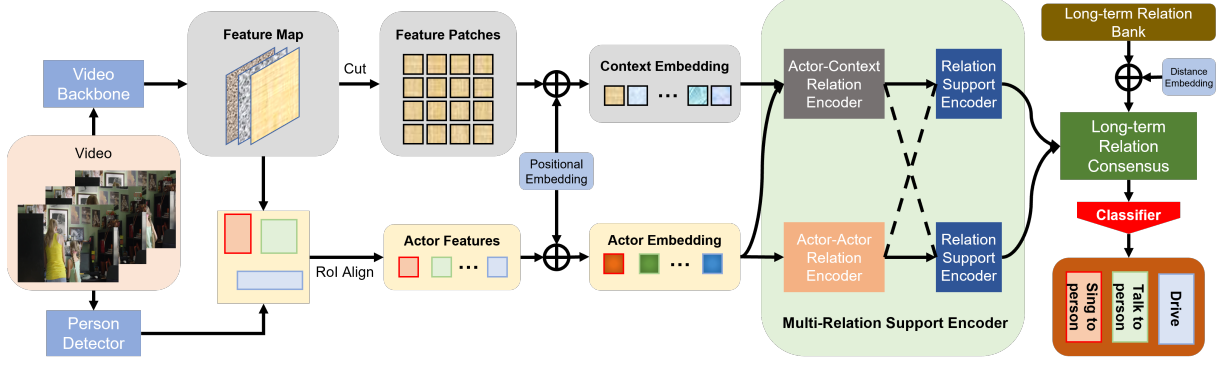 Video
Backbone
Video
Person
Detector
Feature Map
Cut
RoI Align
Feature Patches
Actor Features
Positional
Embedding
Context Embedding
Actor Embedding
Actor-Context
Relation
Encoder
Relation
Support
Encoder
Actor-Actor
Relation
Encoder
Relation
Support
Encoder
Multi-Relation Support Encoder
Long-term Relation
Bank
Distance
Embedding
Long-term
Relation
Consensus
Classifier
Sing to
person
Talk to
person
Drive